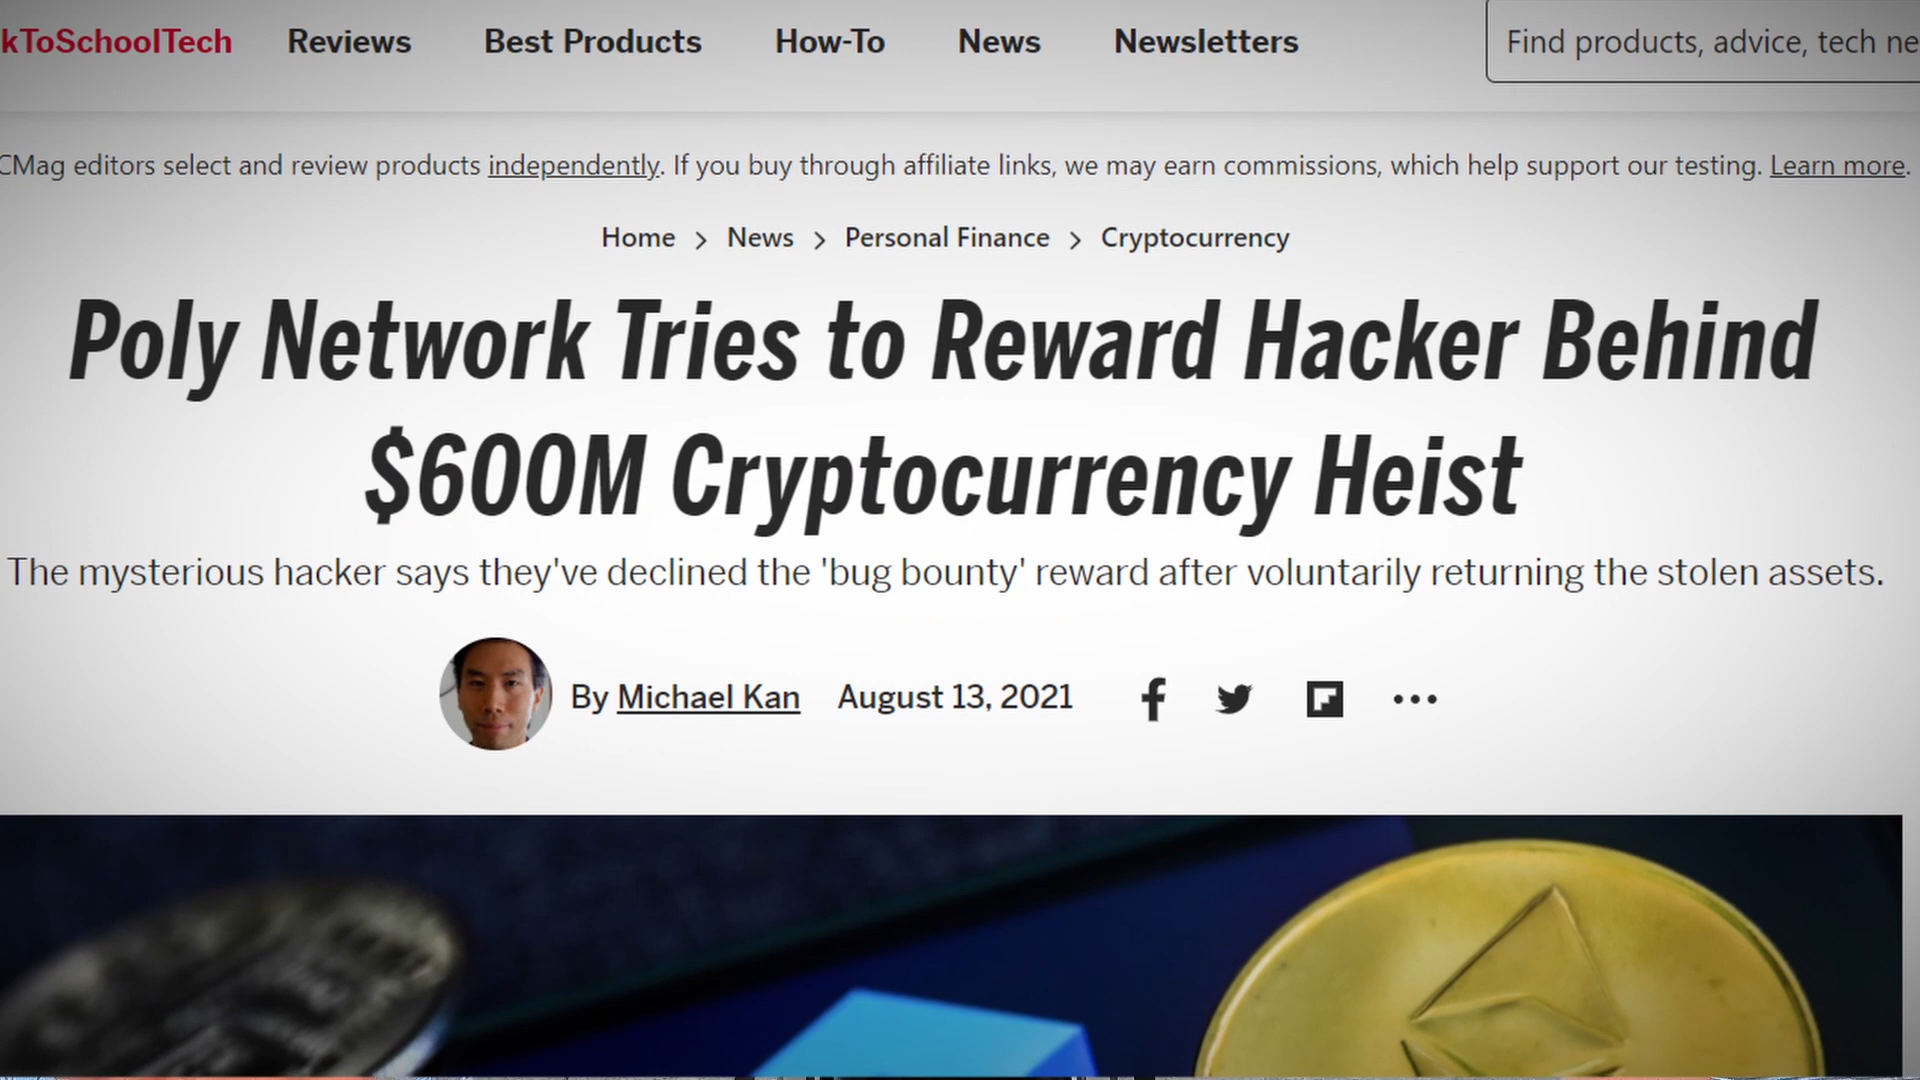 kToSchoolTech Reviews Best Products How-To News Newsletters Find products, advice, tech ne
CMag editors select and review products independently. If you buy through affiliate links, we may earn commissions, which help support our testing. Learn more.
Home > News > Personal Finance > Cryptocurrency
Poly Network Tries to Reward Hacker Behind
$600M Cryptocurrency Heist
The mysterious hacker says they've declined the 'bug bounty' reward after voluntarily returning the stolen assets.
By Michael Kan August 13, 2021